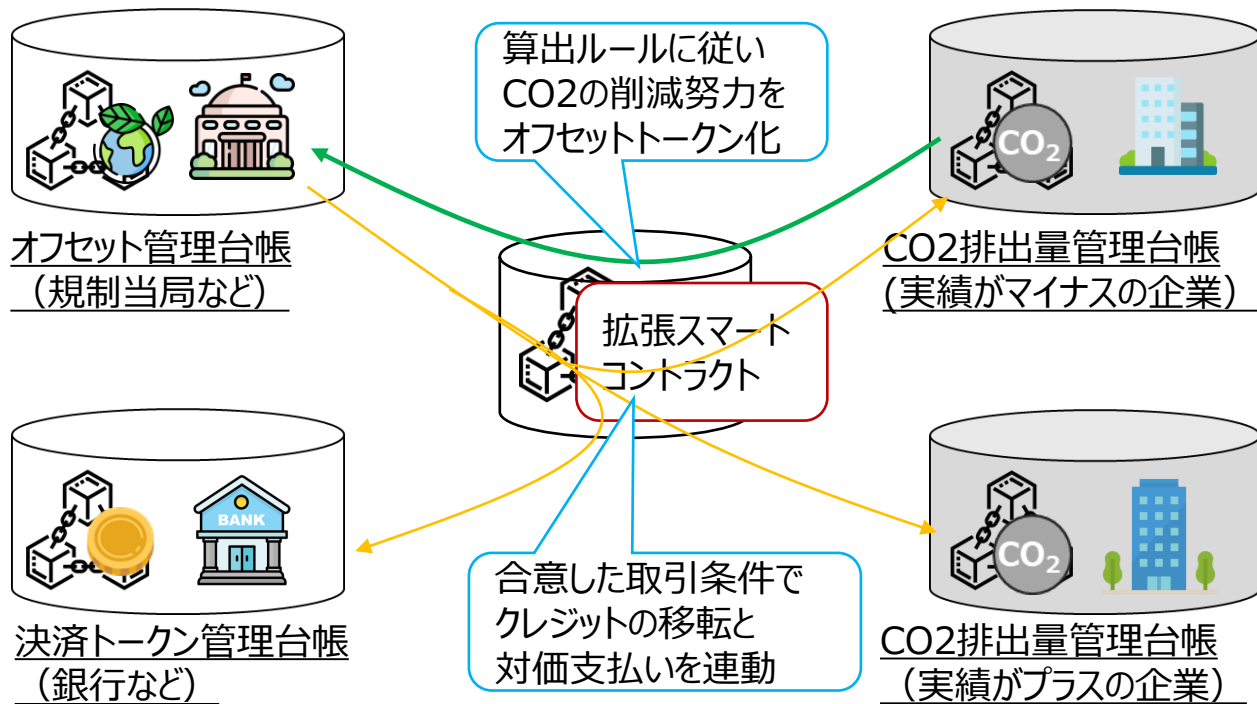 算出ルールに従い
CO2の削減努力を
オフセットトークン化
CO₂
オフセット管理台帳
（規制当局など）
CO2排出量管理台帳
(実績がマイナスの企業）
拡張スマート
コントラクト
BANK
CO₂
決済トークン管理台帳
（銀行など）
合意した取引条件で
クレジットの移転と
対価支払いを連動
CO2排出量管理台帳
（実績がプラスの企業）